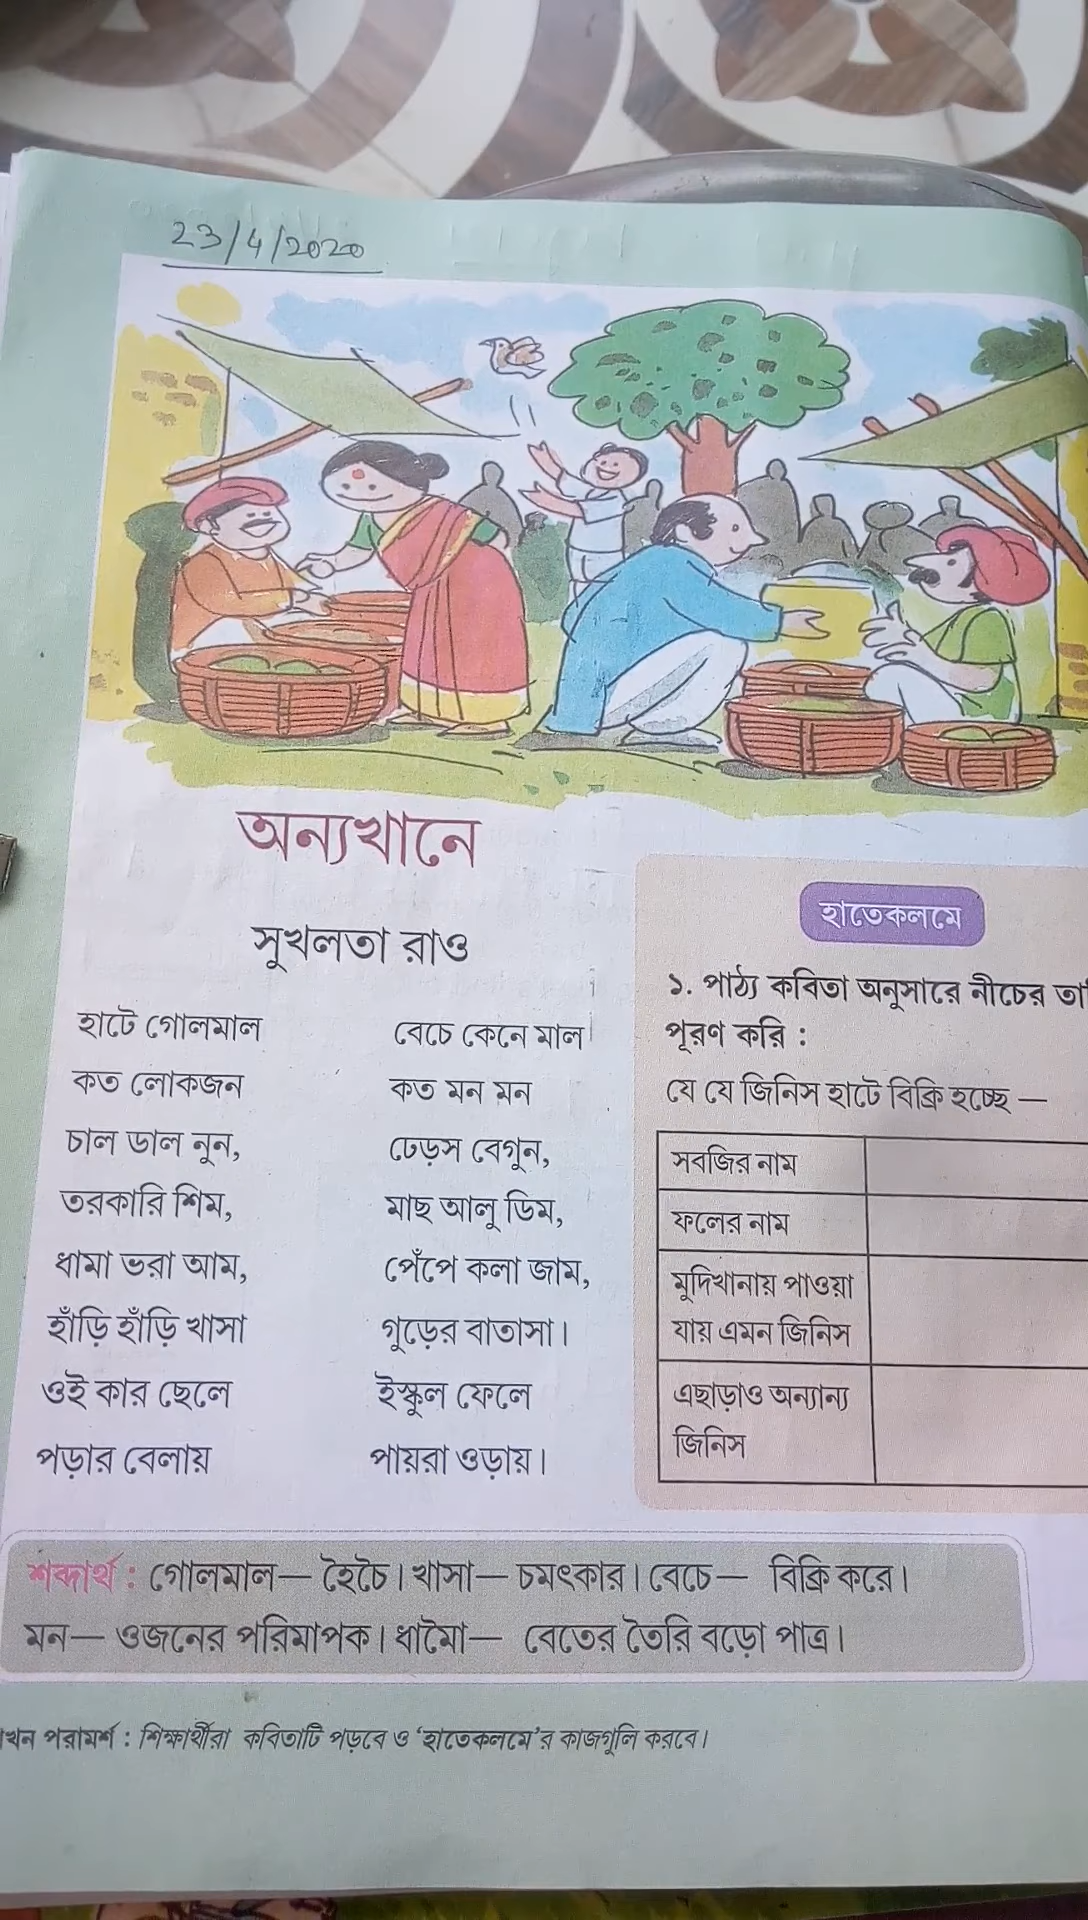 23/4/2020
অন্যখানে
সুখলতা রাও
হাটে গোলমাল বেচে কেনে মাল
কত লোকজন কত মন মন
চাল ডাল নুন, ঢেড়স বেগুন,
তরকারি শিম, মাছ আলু ডিম,
ধামা ভরা আম, পেঁপে কলা জাম,
হাঁড়ি হাঁড়ি খাসা গুড়ের বাতাসা।
ওই কার ছেলে ইস্কুল ফেলে
পড়ার বেলায় পায়রা ওড়ায়।
হাতেকলমে
১. পাঠ্য কবিতা অনুসারে নীচের
পূরণ করি :
যে যে জিনিস হাটে বিক্রি হচ্ছে —
সবজির নাম
ফলের নাম
মুদিখানায় পাওয়া
যায় এমন জিনিস
এছাড়াও অন্যান্য
জিনিস
শব্দার্থ : গোলমাল— হৈচৈ। খাসা— চমৎকার। বেচে— বিক্রি করে।
মন— ওজনের পরিমাপক। ধামৈা— বেতের তৈরি বড়ো পাত্র।
পরামর্শ : শিক্ষার্থীরা কবিতাটি পড়বে ও ‘হাতেকলমে’র কাজগুলি করবে।